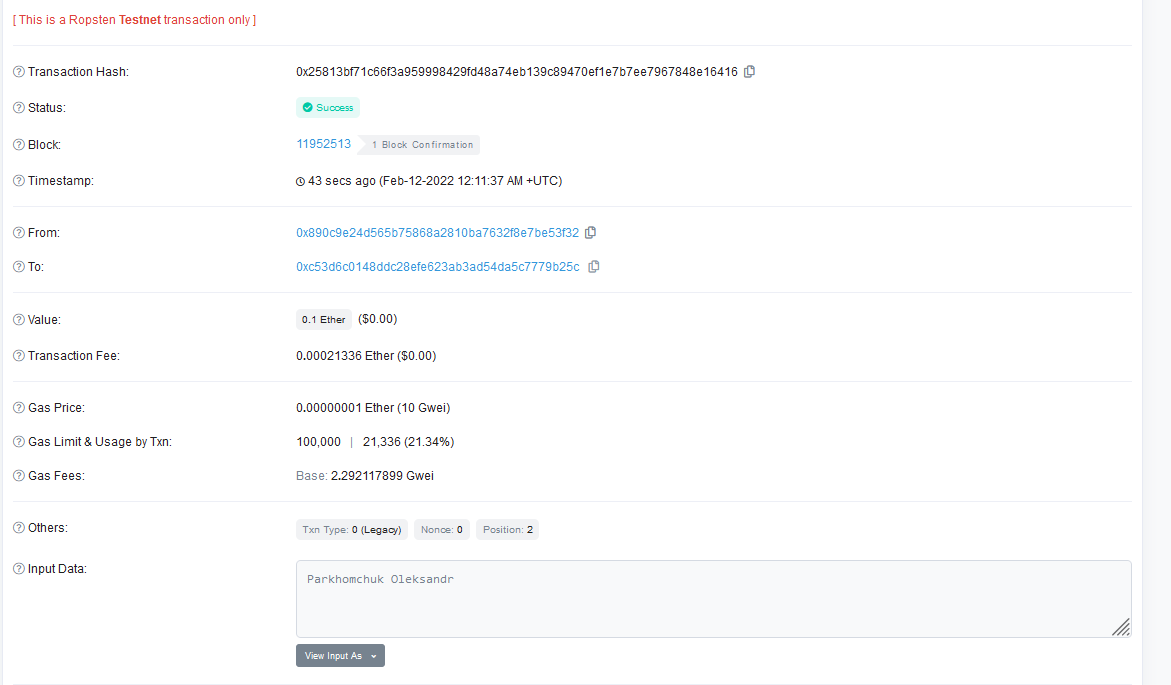 [ This is a Ropsten Testnet transaction only ]
Transaction Hash: 0x25813bf71c66f3a959998429fd48a74eb139c89470ef1e7b7ee7967848e16416
Status: Success
Block: 11952513 1 Block Confirmation
Timestamp: 43 secs ago (Feb-12-2022 12:11:37 AM +UTC)
From: 0x890c9e24d565b75868a2810ba7632f8e7be53f32
To: 0xc53d6c0148ddc28efe623ab3ad54da5c7779b25c
Value: 0.1 Ether ($0.00)
Transaction Fee: 0.00021336 Ether ($0.00)
Gas Price: 0.00000001 Ether (10 Gwei)
Gas Limit & Usage by Txn: 100,000 | 21,336 (21.34%)
Gas Fees: Base: 2.292117899 Gwei
Others: Txn Type: 0 (Legacy) Nonce: 0 Position: 2
Input Data: Parkhomchuk Oleksandr
View Input As